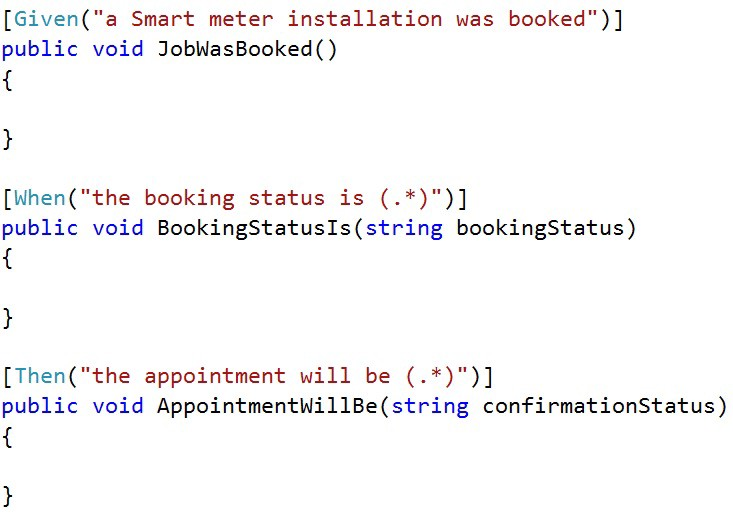 [Given("a Smart meter installation was booked")]
public void JobWasBooked()
{
}
[When("the booking status is (.*)")]
public void BookingStatusIs(string bookingStatus)
{
}
[Then("the appointment will be (.*)")]
public void AppointmentWillBe(string confirmationStatus)
{
}